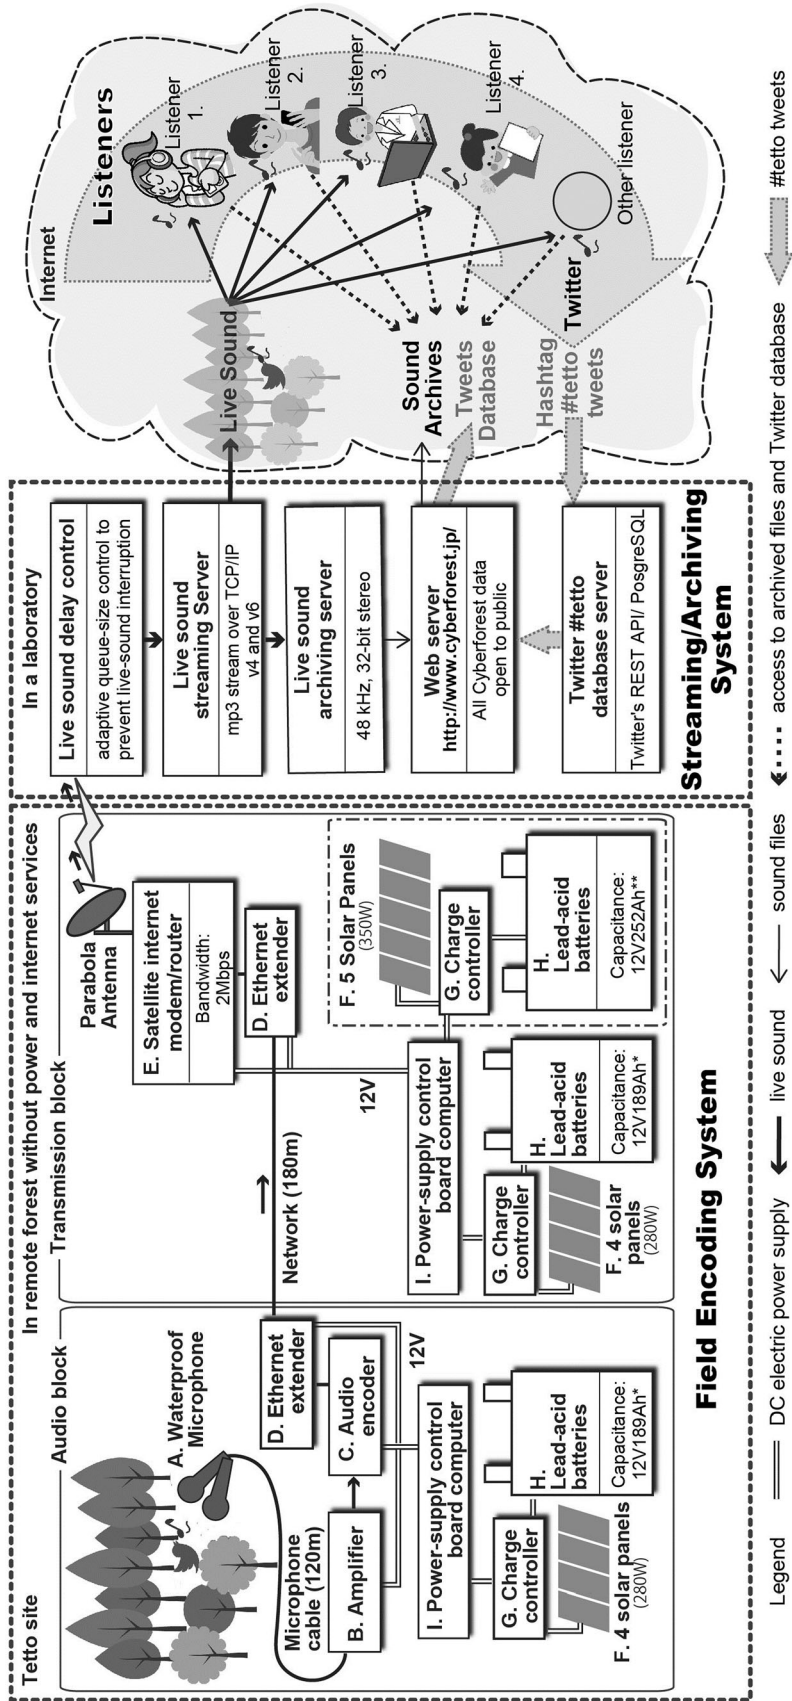 Tetto site
In remote forest without power and internet services
Audio block
A. Waterproof
Microphone
Microphone
cable (120m)
B. Amplifier
C. Audio
encoder
D. Ethernet
extender
12V
I. Power-supply control
board computer
G. Charge
controller
F. 4 solar panels
(280W)
H.
Lead-acid
batteries
Capacitance:
12V189Ah*
Network (180m)
Transmission block
Parabola
Antenna
E. Satellite internet
modem/router
Bandwidth:
2Mbps
D. Ethernet
extender
12V
I. Power-supply control
board computer
G. Charge
controller
F. 4 solar
panels
(280W)
H.
Lead-acid
batteries
Capacitance:
12V189Ah*
F. 5 Solar Panels
(350W)
G. Charge
controller
H.
Lead-acid
batteries
Capacitance:
12V252Ah**
Field Encoding System
In a laboratory
Live sound delay control
adaptive queue-size control to
prevent live-sound interruption
Live sound
streaming Server
mp3 stream over TCP/IP
v4 and v6
Live sound
archiving server
48 kHz, 32-bit stereo
Web server
http://www.cyberforest.jp/
All Cyberforest data
open to public
Twitter #tetto
database server
Twitter's REST API/ PosgreSQL
Streaming/Archiving
System
Internet
Listeners
Listener
1.
Listener
2.
Listener
3.
Listener
4.
Other listener
Live Sound
Sound
Archives
Tweets
Database
Twitter
Hashtag
#tetto
tweets
Legend
DC electric power supply
live sound
sound files
access to archived files and Twitter database
#tetto tweets